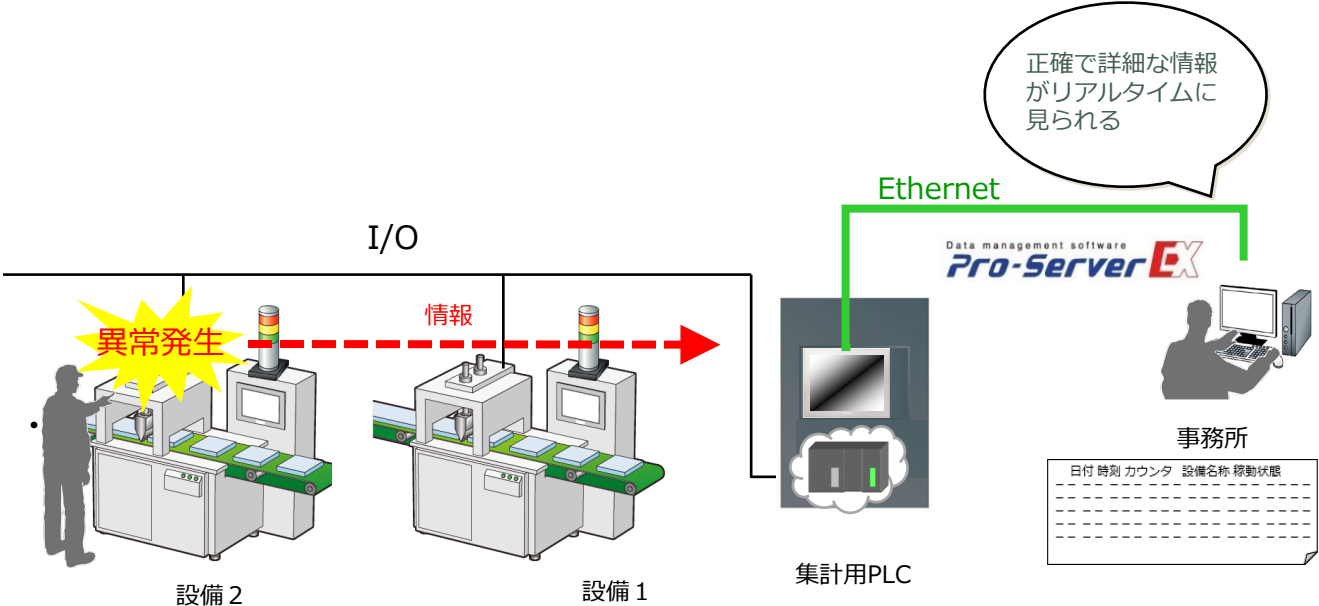 正確で詳細な情報
がリアルタイムに
見られる
Ethernet
I/O
Data management software
Pro-Server EX
情報
異常発生
事務所
日付 時刻 カウンタ 設備名称 稼動状態
集計用PLC
設備1
設備2